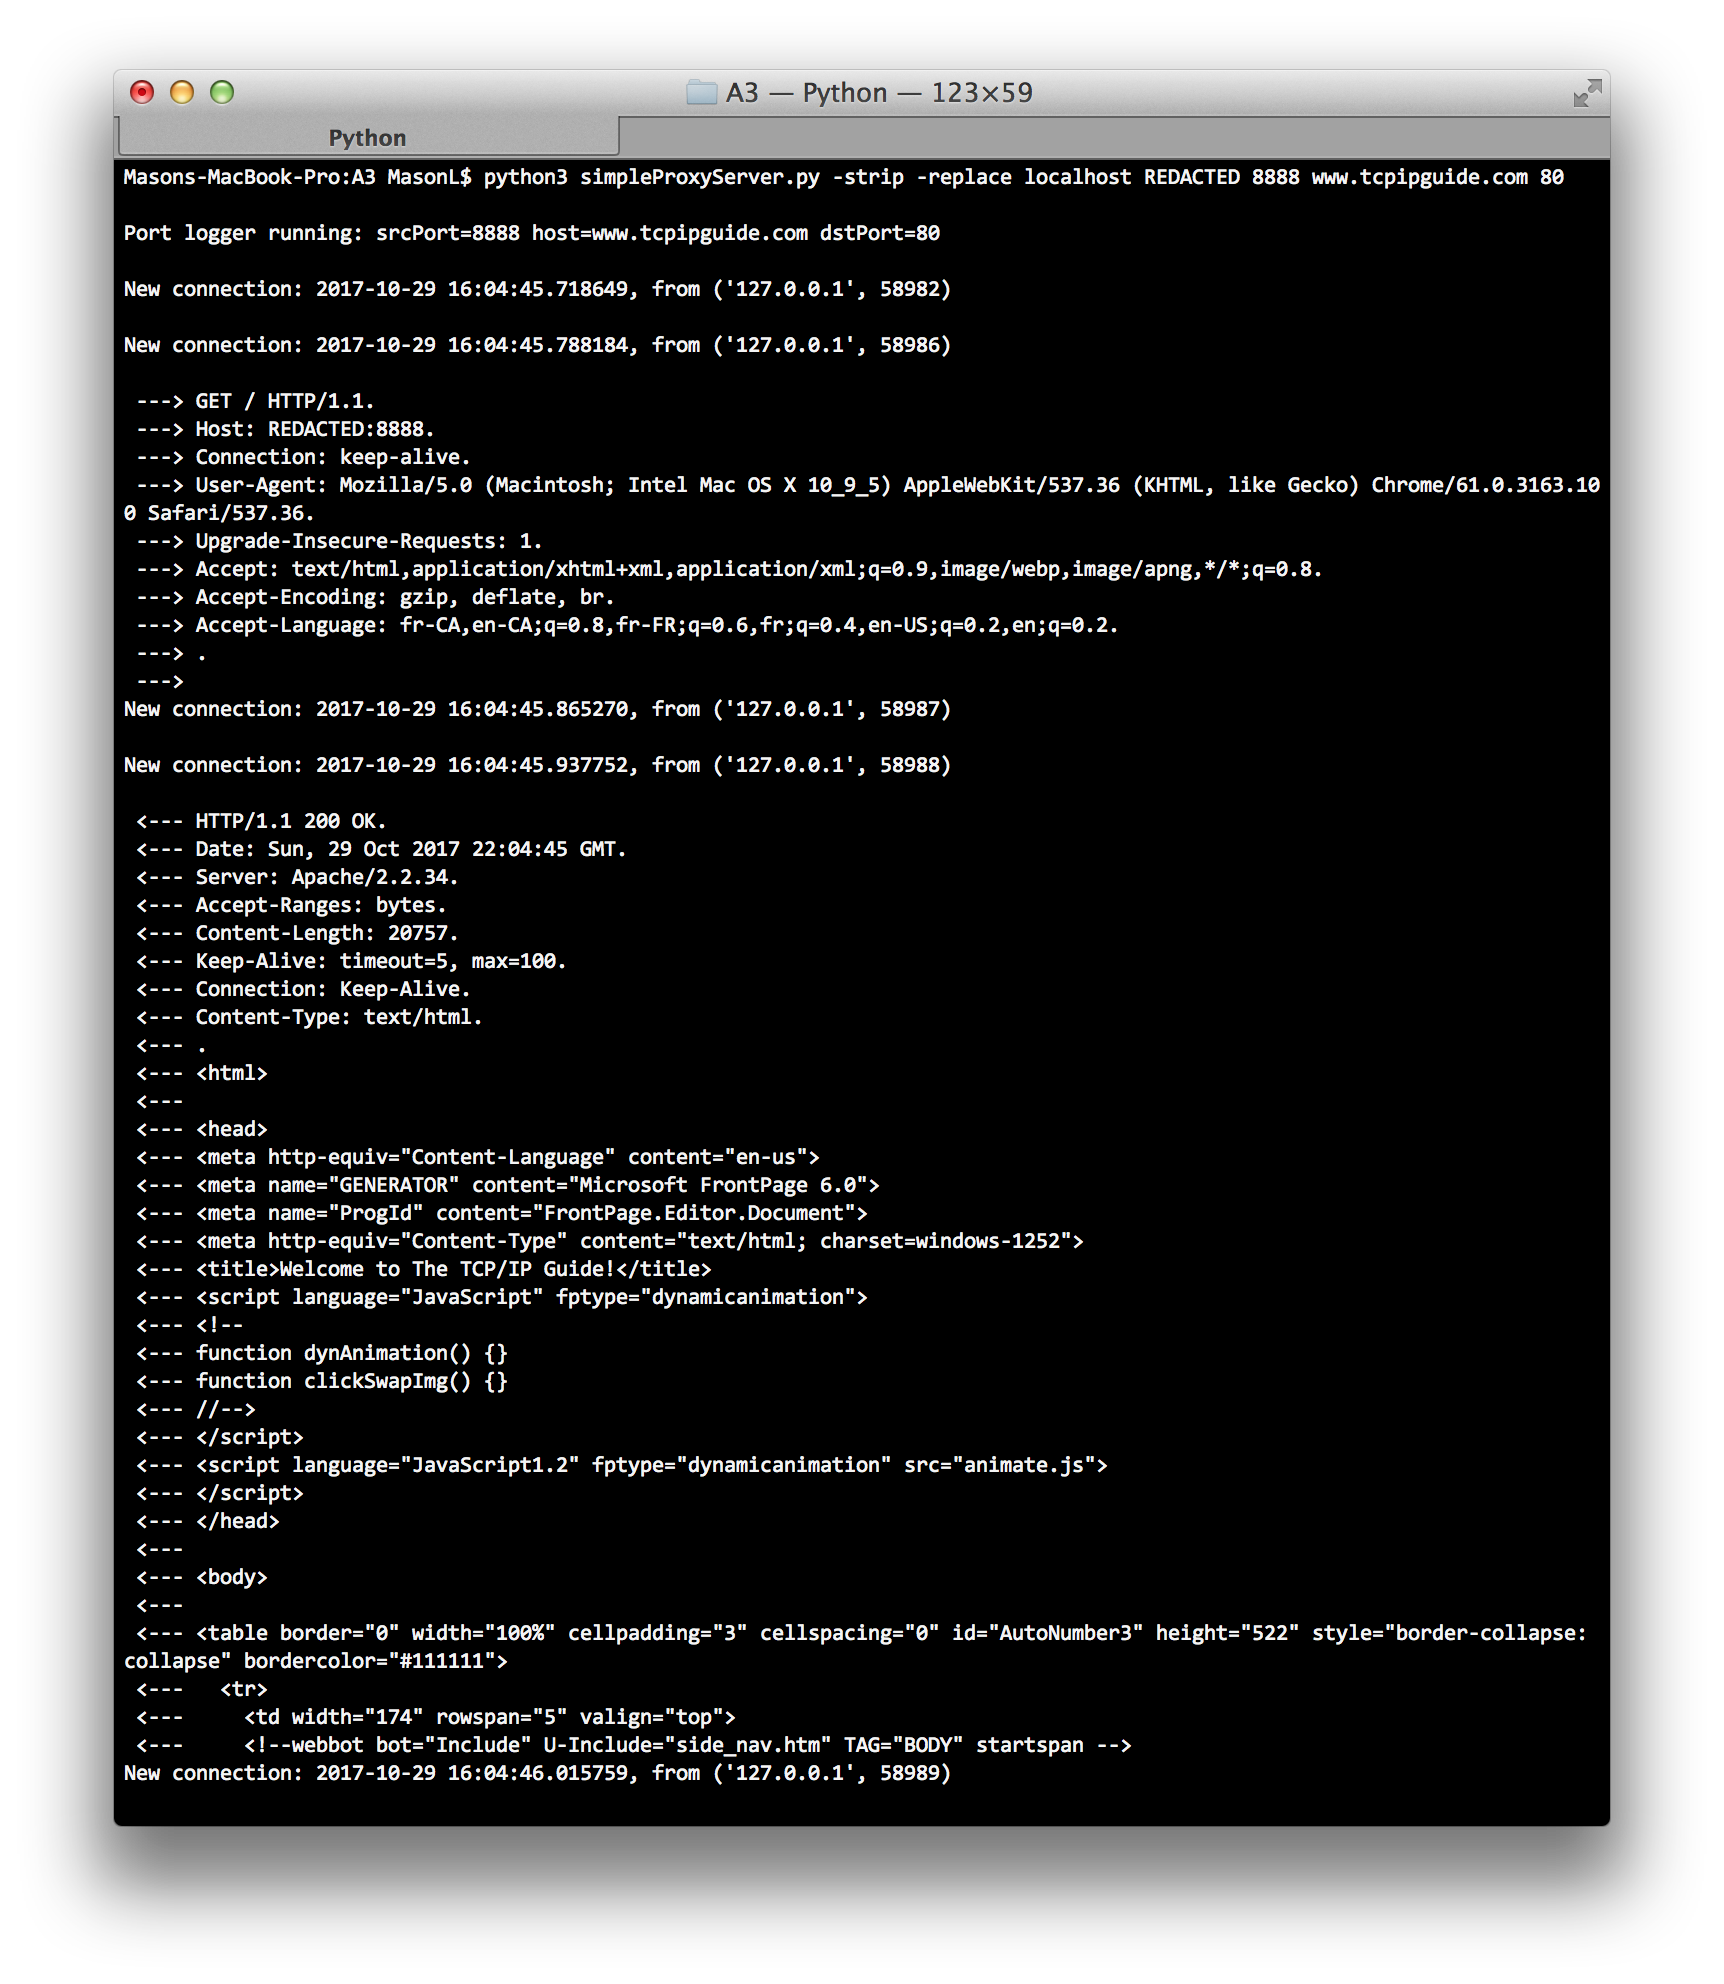 A3 — Python — 123×59
Python
Masons-MacBook-Pro:A3 MasonL$ python3 simpleProxyServer.py -strip -replace localhost REDACTED 8888 www.tcpipguide.com 80
Port logger running: srcPort=8888 host=www.tcpipguide.com dstPort=80
New connection: 2017-10-29 16:04:45.718649, from ('127.0.0.1', 58982)
New connection: 2017-10-29 16:04:45.788184, from ('127.0.0.1', 58986)
---> GET / HTTP/1.1.
---> Host: REDACTED:8888.
---> Connection: keep-alive.
---> User-Agent: Mozilla/5.0 (Macintosh; Intel Mac OS X 10_9_5) AppleWebKit/537.36 (KHTML, like Gecko) Chrome/61.0.3163.10
0 Safari/537.36.
---> Upgrade-Insecure-Requests: 1.
---> Accept: text/html,application/xhtml+xml,application/xml;q=0.9,image/webp,image/apng,*/*;q=0.8.
---> Accept-Encoding: gzip, deflate, br.
---> Accept-Language: fr-CA,en-CA;q=0.8,fr-FR;q=0.6,fr;q=0.4,en-US;q=0.2,en;q=0.2.
---> .
--->
New connection: 2017-10-29 16:04:45.865270, from ('127.0.0.1', 58987)
New connection: 2017-10-29 16:04:45.937752, from ('127.0.0.1', 58988)
<--- HTTP/1.1 200 OK.
<--- Date: Sun, 29 Oct 2017 22:04:45 GMT.
<--- Server: Apache/2.2.34.
<--- Accept-Ranges: bytes.
<--- Content-Length: 20757.
<--- Keep-Alive: timeout=5, max=100.
<--- Connection: Keep-Alive.
<--- Content-Type: text/html.
<--- .
<--- <html>
<---
<--- <head>
<--- <meta http-equiv="Content-Language" content="en-us">
<--- <meta name="GENERATOR" content="Microsoft FrontPage 6.0">
<--- <meta name="ProgId" content="FrontPage.Editor.Document">
<--- <meta http-equiv="Content-Type" content="text/html; charset=windows-1252">
<--- <title>Welcome to The TCP/IP Guide!</title>
<--- <script language="JavaScript" fptype="dynamicanimation">
<--- <!--
<--- function dynAnimation() {}
<--- function clickSwapImg() {}
<--- //-->
<--- </script>
<--- <script language="JavaScript1.2" fptype="dynamicanimation" src="animate.js">
<--- </script>
<--- </head>
<---
<--- <body>
<---
<--- <table border="0" width="100%" cellpadding="3" cellspacing="0" id="AutoNumber3" height="522" style="border-collapse:
collapse" bordercolor="#111111">
<---   <tr>
<---     <td width="174" rowspan="5" valign="top">
<---     <!--webbot bot="Include" U-Include="side_nav.htm" TAG="BODY" startspan -->
New connection: 2017-10-29 16:04:46.015759, from ('127.0.0.1', 58989)